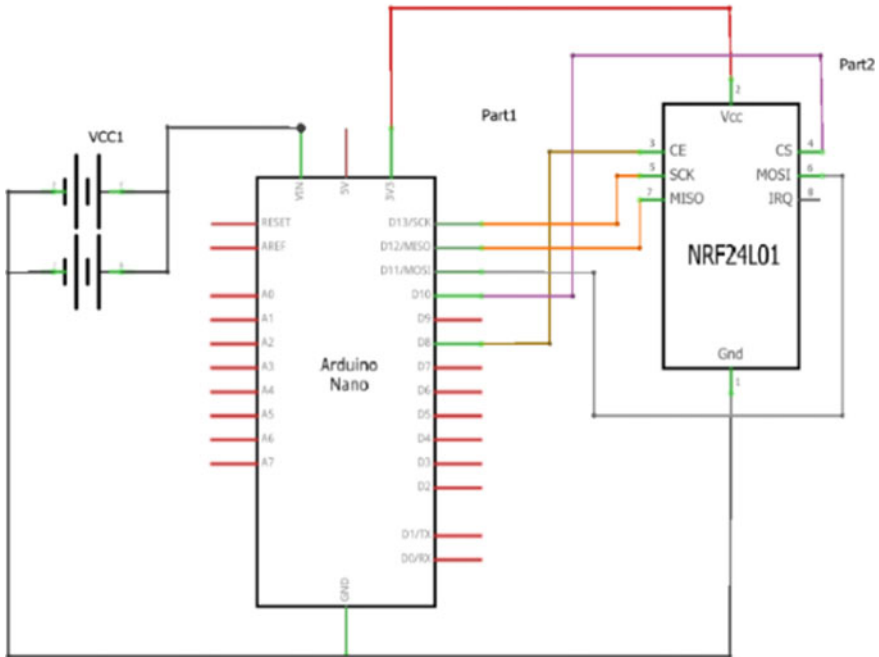 Part2
Part1
VCC1
2
Vcc
VIN
5V
3V3
3
CE
CS
4
5
SCK
MOSI
6
7
MISO
IRQ
8
NRF24L01
RESET
D13/SCK
AREF
D12/MISO
D11/MOSI
A0
D10
A1
D9
A2
D8
A3
D7
A4
D6
A5
D5
A6
D4
A7
D3
D2
Arduino
Nano
Gnd
1
D1/TX
D0/RX
GND